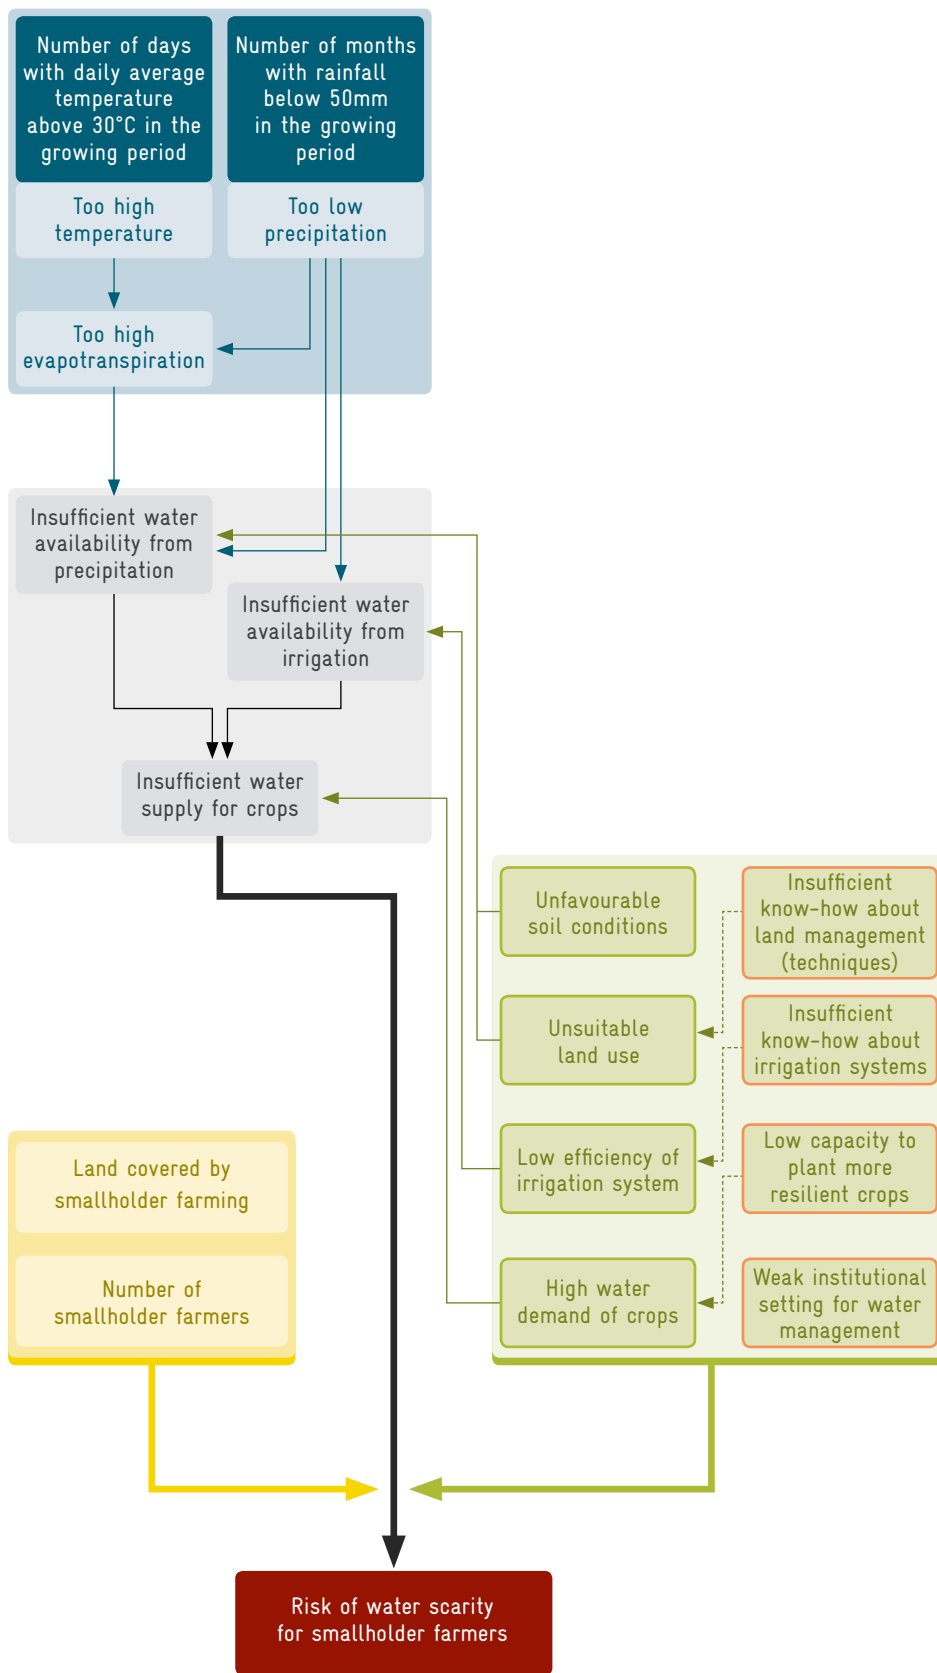 Number of days
with daily average
temperature
above 30°C in the
growing period
Number of months
with rainfall
below 50mm
in the growing
period
Too high
temperature
Too low
precipitation
Too high
evapotranspiration
Insufficient water
availability from
precipitation
Insufficient water
availability from
irrigation
Insufficient water
supply for crops
Unfavourable
soil conditions
Insufficient
know-how about
land management
(techniques)
Unsuitable
land use
Insufficient
know-how about
irrigation systems
Low efficiency of
irrigation system
Low capacity to
plant more
resilient crops
High water
demand of crops
Weak institutional
setting for water
management
Land covered by
smallholder farming
Number of
smallholder farmers
Risk of water scarity
for smallholder farmers